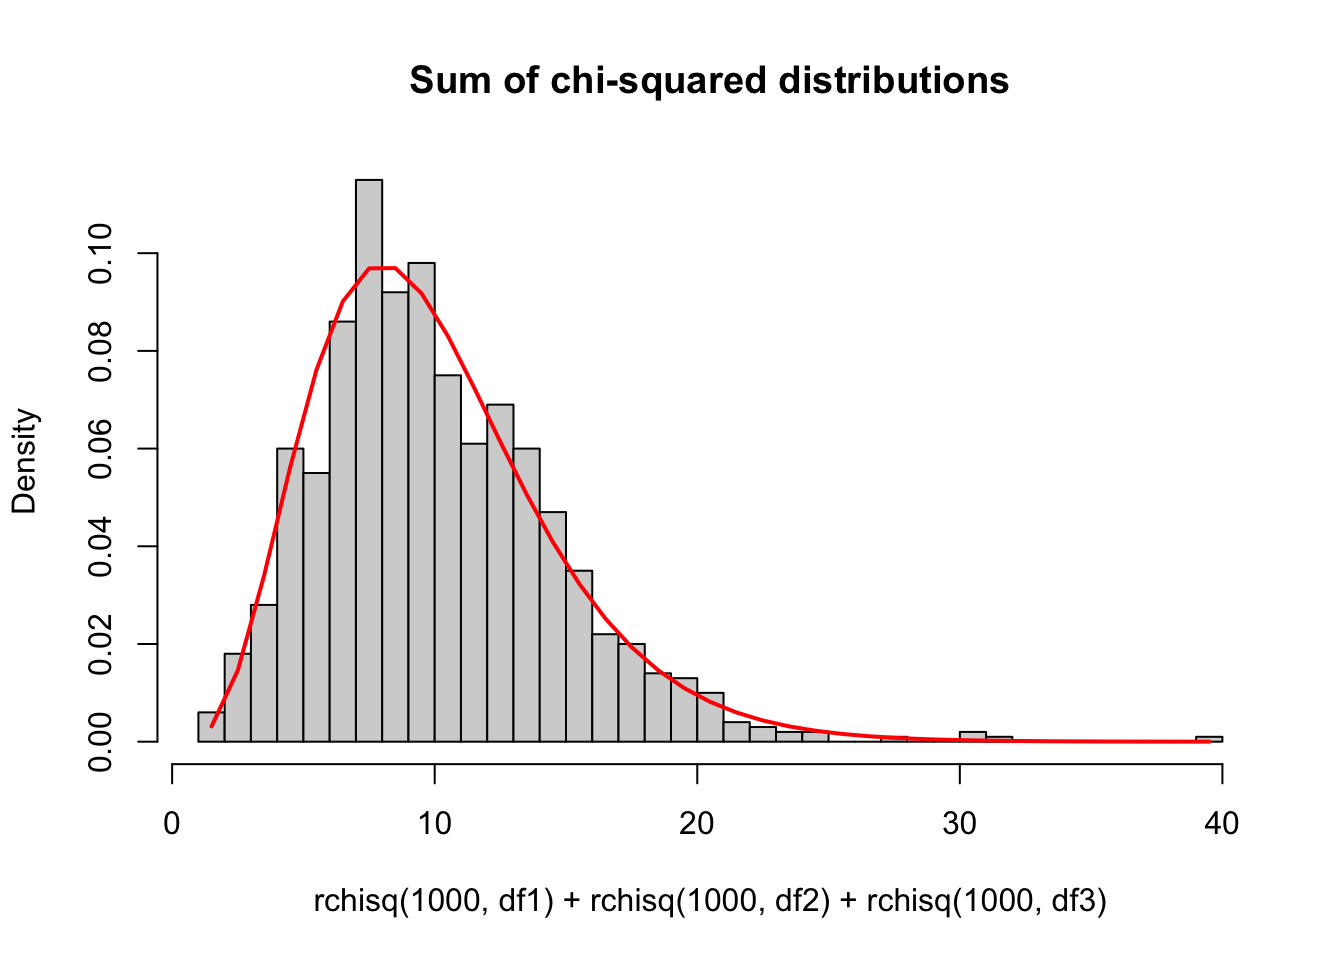 Sum of chi-squared distributions
Density
0.10
0.08
0.06
0.04
0.02
0.00
0 10 20 30 40
rchisq(1000, df1) + rchisq(1000, df2) + rchisq(1000, df3)